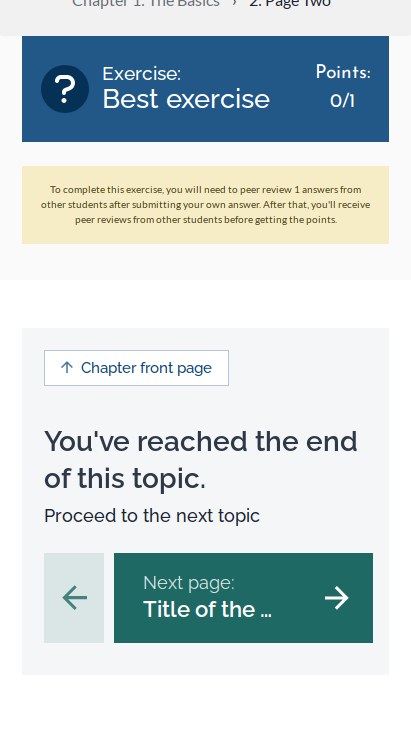 Chapter 1: The Basics › 2. Page Two
?
Exercise:
Best exercise
Points:
0/1
To complete this exercise, you will need to peer review 1 answers from
other students after submitting your own answer. After that, you'll receive
peer reviews from other students before getting the points.
Chapter front page
You've reached the end
of this topic.
Proceed to the next topic
Next page:
Title of the ...